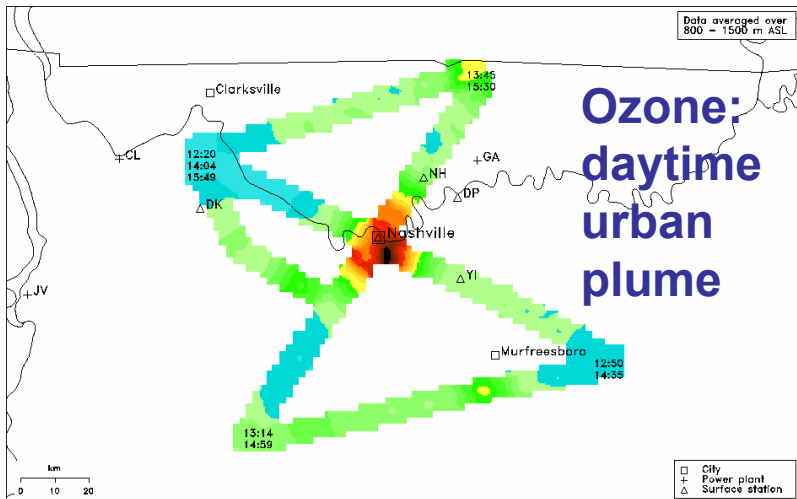 Data averaged over
800 - 1500 m ASL
Clarksville
13:45
15:30
Ozone:
daytime
urban
plume
CL
12:20
14:04
15:49
GA
NH
DP
DK
Nashville
YI
JV
Murfreesboro
12:50
14:35
13:14
14:59
km
0 10 20
City
Power plant
Surface station